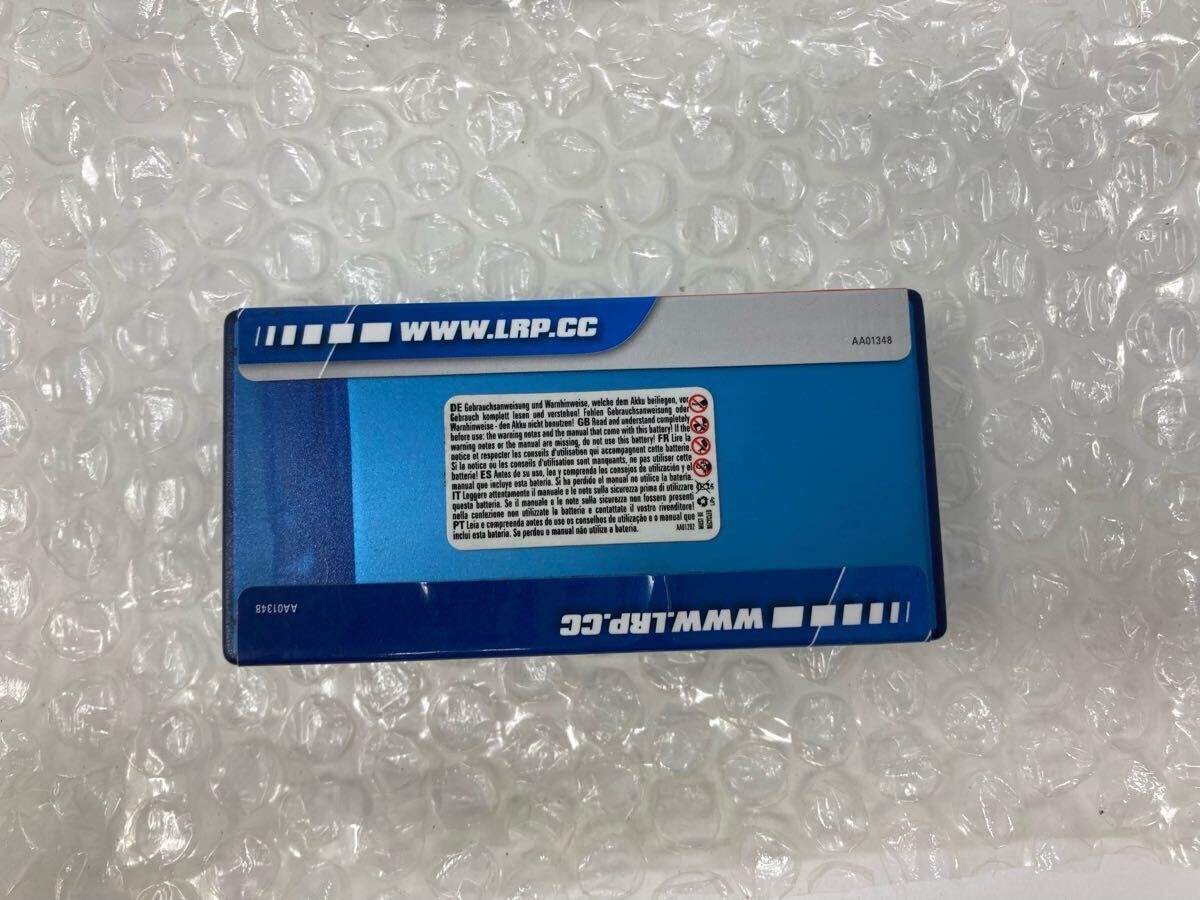 WWW.LRP.CC
AA01348
DE Gebrauchsanweisung und Warnhinweise, welche dem Akku beiliegen, vor
Gebrauch komplett lesen und verstehen! Fehlen Gebrauchsanweisung oder
Warnhinweise - den Akku nicht benutzen! GB Read and understand completely
before use: the warning notes and the manual that come with this battery! If the
warning notes or the manual are missing, do not use this battery! FR Lire la
notice et respecter les conseils d'utilisation qui accompagnent cette batterie.
Si la notice ou les conseils d'utilisation sont manquants, ne pas utiliser cette
batterie! ES Antes de su uso, lea y comprenda los consejos de utilización y el
manual que incluye esta bateria. Si ha perdido el manual no utilice la bateria.
IT Leggere attentamente il manuale e le note sulla sicurezza prima di utilizzare
questa batteria. Se il manuale e le note sulla sicurezza non fossero presenti
nella confezione non utilizzate la batteria e contattate il vostro rivenditore!
PT Leia e compreenda antes de uso os conselhos de utilização e o manual que
inclui esta bateria. Se perdeu o manual não utilize a bateria.
AA01282
MUST BE
RECYCLED
AA01348
WWW.LRP.CC